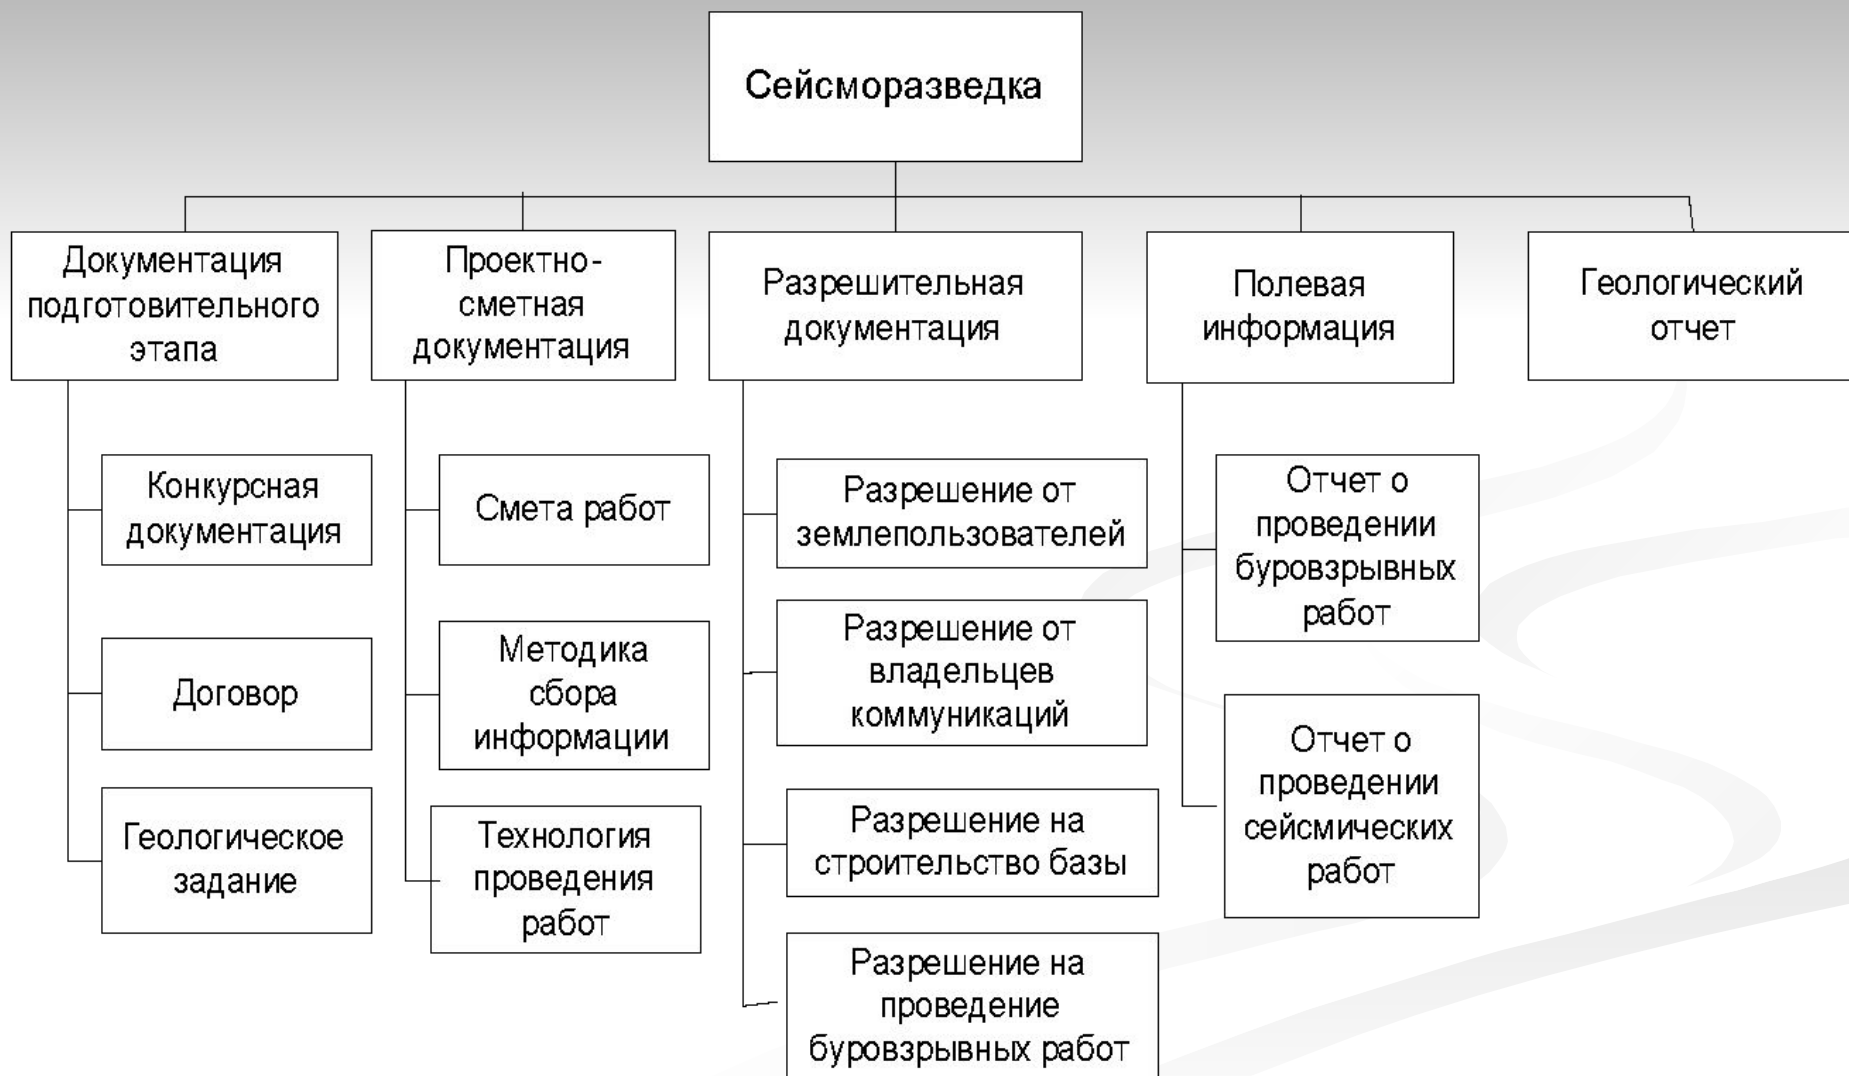 Сейсморазведка
Документация
подготовительного
этапа
Проектно-
сметная
документация
Разрешительная
документация
Полевая
информация
Геологический
отчет
Конкурсная
документация
Договор
Геологическое
задание
Смета работ
Методика
сбора
информации
Технология
проведения
работ
Разрешение от
землепользователей
Разрешение от
владельцев
коммуникаций
Разрешение на
строительство базы
Разрешение на
проведение
буровзрывных работ
Отчет о
проведении
буровзрывных
работ
Отчет о
проведении
сейсмических
работ